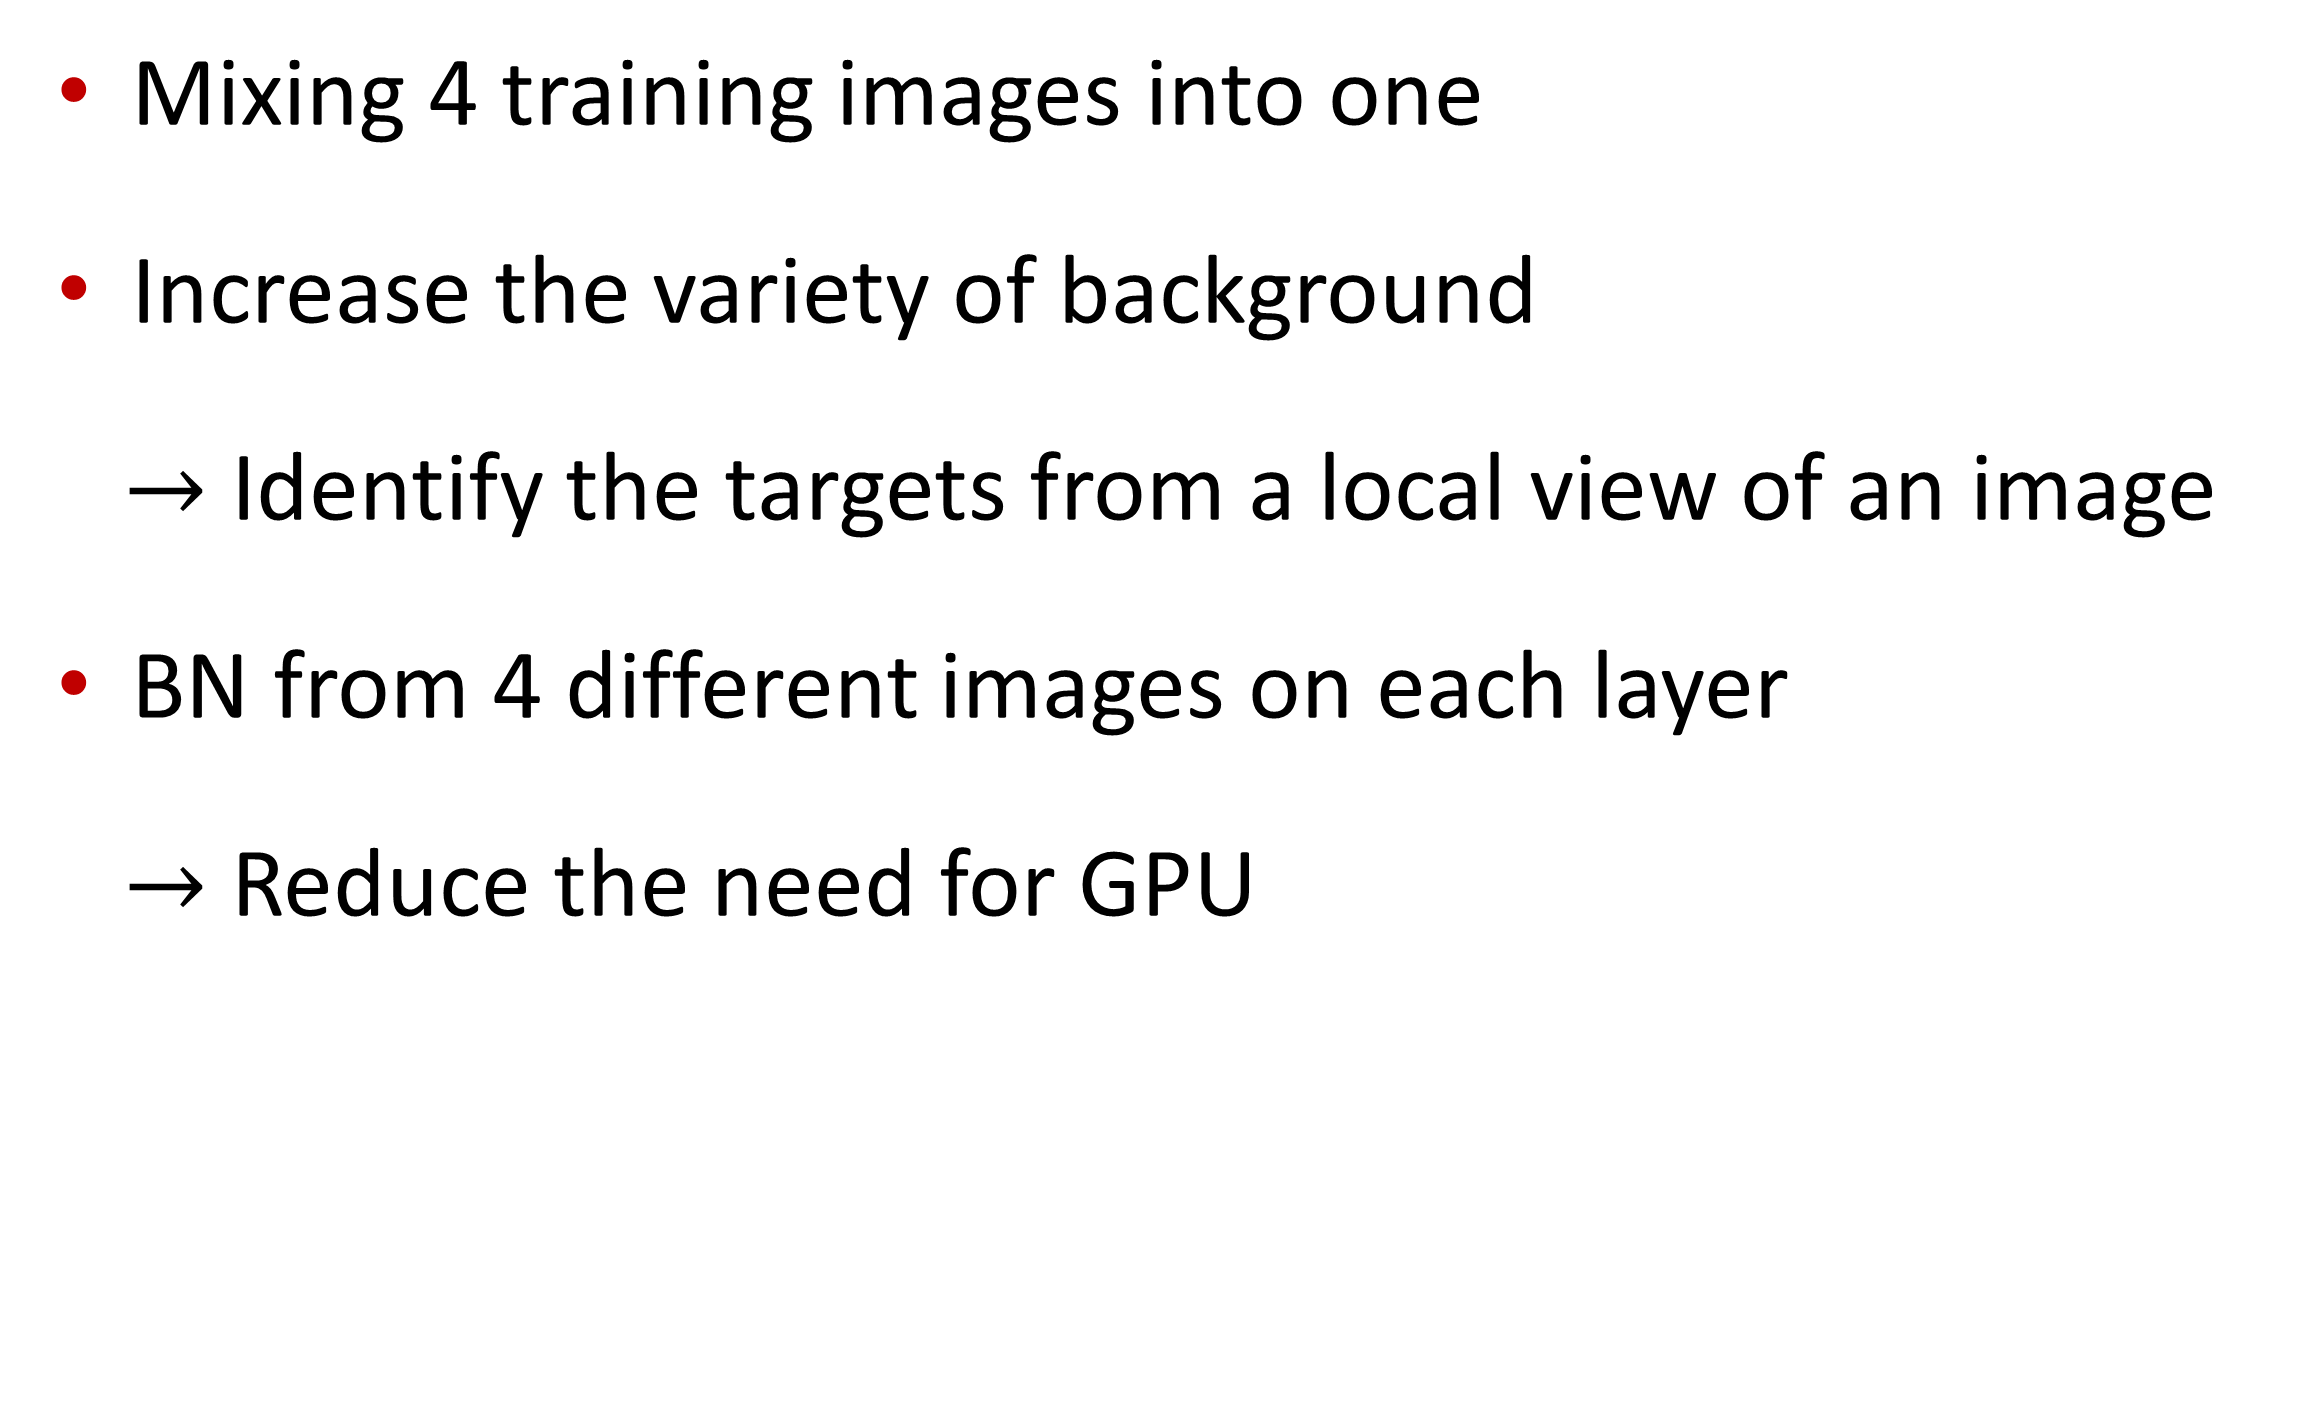 • Mixing 4 training images into one
• Increase the variety of background
→ Identify the targets from a local view of an image
• BN from 4 different images on each layer
→ Reduce the need for GPU